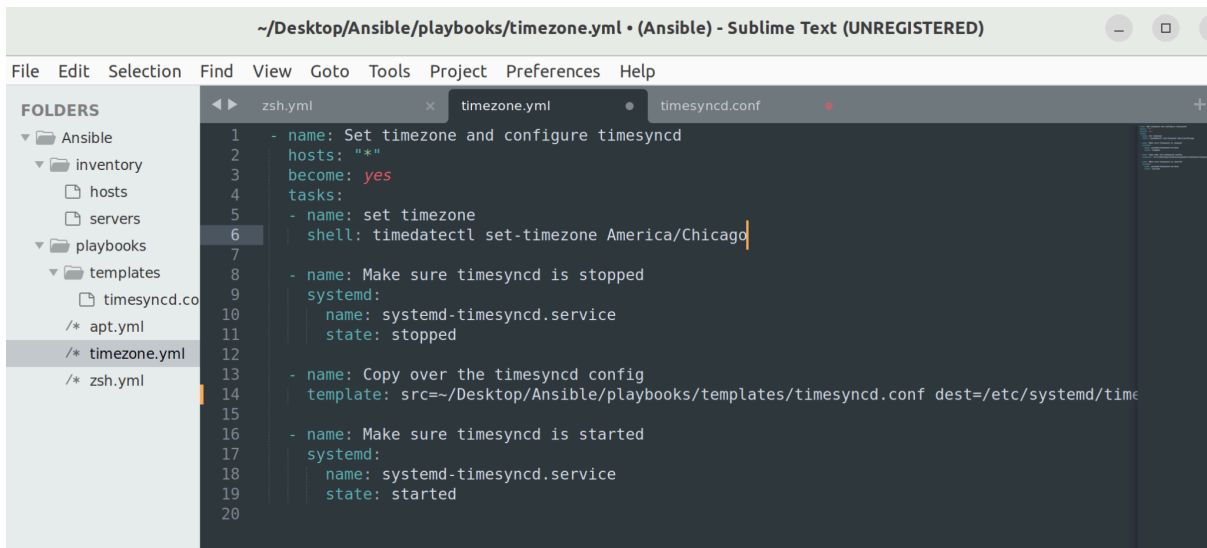 ~/Desktop/Ansible/playbooks/timezone.yml • (Ansible) - Sublime Text (UNREGISTERED)
File Edit Selection Find View Goto Tools Project Preferences Help
FOLDERS
Ansible
inventory
hosts
servers
playbooks
templates
timesyncd.co
/* apt.yml
/* timezone.yml
/* zsh.yml
zsh.yml × timezone.yml • timesyncd.conf • +
1 - name: Set timezone and configure timesyncd
2 hosts: "*"
3 become: yes
4 tasks:
5 - name: set timezone
6 shell: timedatectl set-timezone America/Chicago
7
8 - name: Make sure timesyncd is stopped
9 systemd:
10 name: systemd-timesyncd.service
11 state: stopped
12
13 - name: Copy over the timesyncd config
14 template: src=~/Desktop/Ansible/playbooks/templates/timesyncd.conf dest=/etc/systemd/time
15
16 - name: Make sure timesyncd is started
17 systemd:
18 name: systemd-timesyncd.service
19 state: started
20